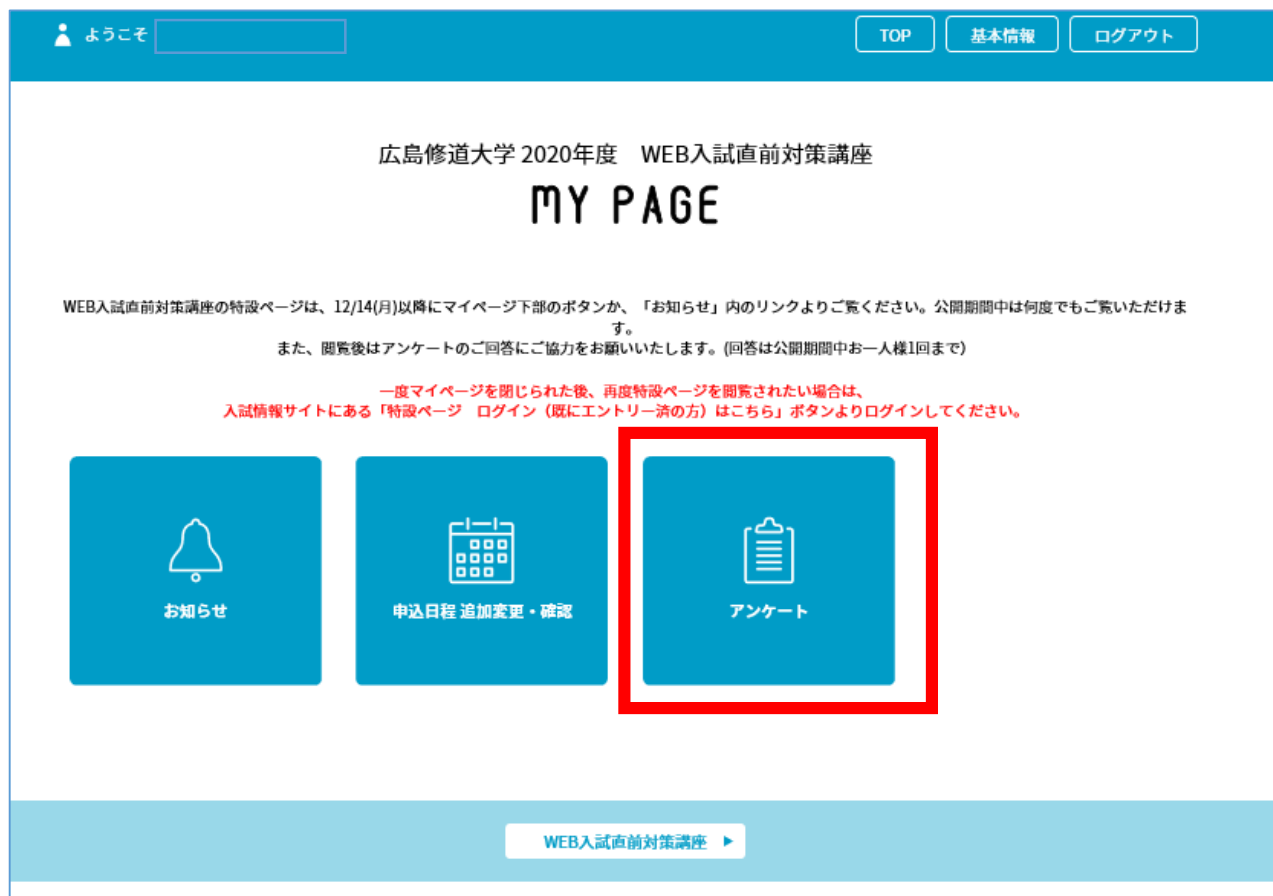 ようこそ
TOP
基本情報
ログアウト
広島修道大学 2020年度　WEB入試直前対策講座
MY PAGE
WEB入試直前対策講座の特設ページは、12/14(月)以降にマイページ下部のボタンか、「お知らせ」内のリンクよりご覧ください。公開期間中は何度でもご覧いただけま
す。
また、閲覧後はアンケートのご回答にご協力をお願いいたします。(回答は公開期間中お一人様1回まで)
一度マイページを閉じられた後、再度特設ページを閲覧されたい場合は、
入試情報サイトにある「特設ページ　ログイン（既にエントリー済の方）はこちら」ボタンよりログインしてください。
お知らせ
申込日程 追加変更・確認
アンケート
WEB入試直前対策講座